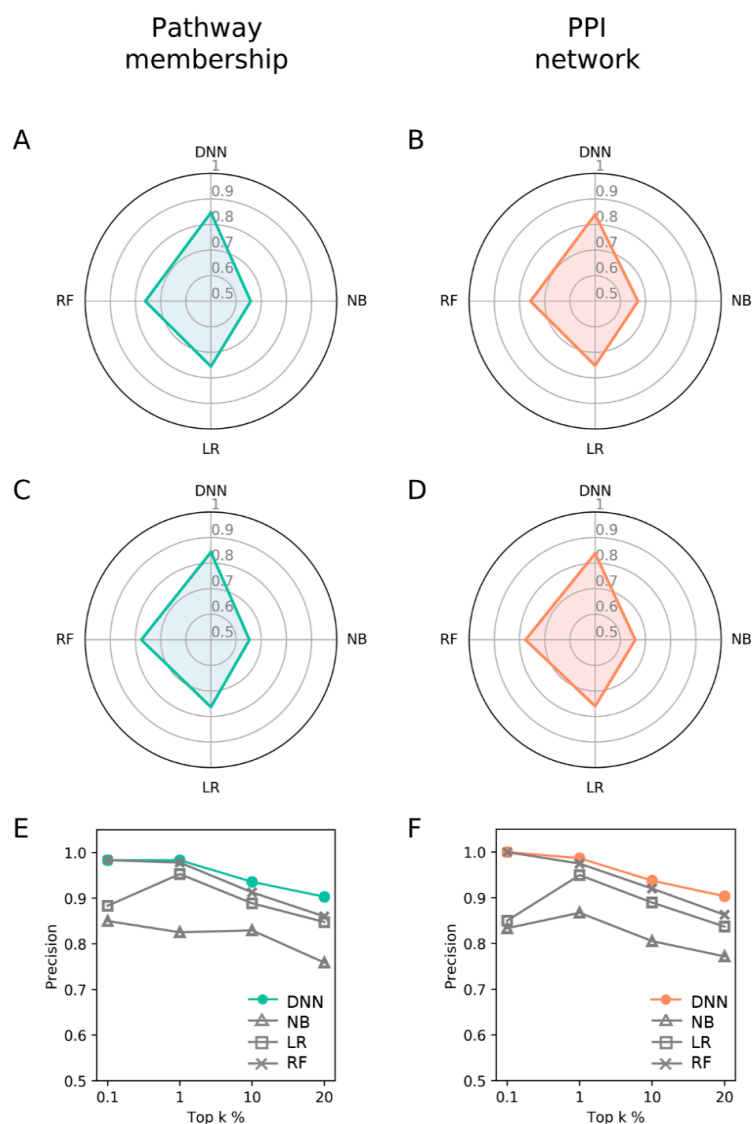 Pathway
membership
PPI
network
A
DNN
1
0.9
0.8
0.7
0.6
0.5
RF
NB
LR
B
DNN
1
0.9
0.8
0.7
0.6
0.5
RF
NB
LR
C
DNN
1
0.9
0.8
0.7
0.6
0.5
RF
NB
LR
D
DNN
1
0.9
0.8
0.7
0.6
0.5
RF
NB
LR
E
1.0
0.9
0.8
0.7
0.6
0.5
Precision
DNN
NB
LR
RF
0.1 1 10 20
Top k %
F
1.0
0.9
0.8
0.7
0.6
0.5
Precision
DNN
NB
LR
RF
0.1 1 10 20
Top k %